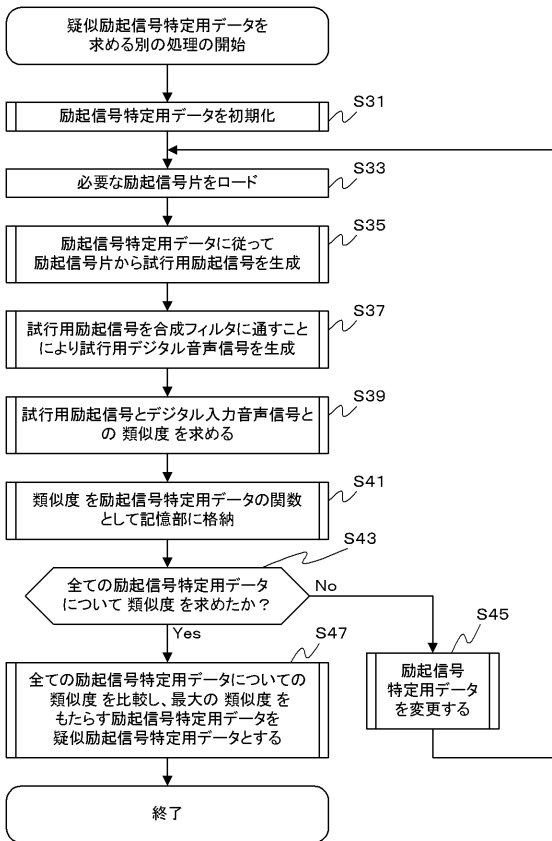 疑似励起信号特定用データを
求める別の処理の開始
S31
励起信号特定用データを初期化
S33
必要な励起信号片をロード
S35
励起信号特定用データに従って
励起信号片から試行用励起信号を生成
S37
試行用励起信号を合成フィルタに通すこと
により試行用デジタル音声信号を生成
S39
試行用励起信号とデジタル入力音声信号と
の 類似度 を求める
S41
類似度 を励起信号特定用データの関数
として記憶部に格納
S43
全ての励起信号特定用データ
について 類似度 を求めたか？
No
Yes
S45
励起信号
特定用データ
を変更する
S47
全ての励起信号特定用データについての
類似度 を比較し、最大の 類似度 を
もたらす励起信号特定用データを
疑似励起信号特定用データとする
終了